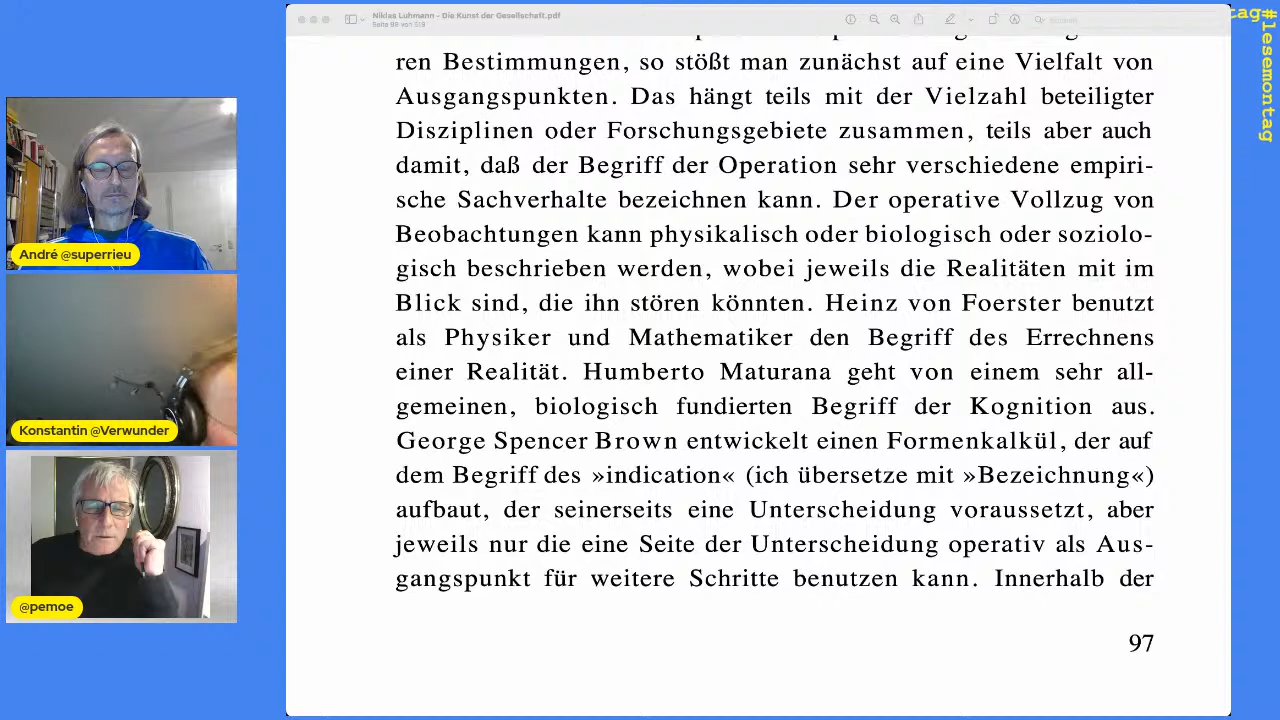 Niklas Luhmann - Die Kunst der Gesellschaft.pdf
Seite 99 von 519
ren Bestimmungen, so stößt man zunächst auf eine Vielfalt von
Ausgangspunkten. Das hängt teils mit der Vielzahl beteiligter
Disziplinen oder Forschungsgebiete zusammen, teils aber auch
damit, daß der Begriff der Operation sehr verschiedene empiri-
sche Sachverhalte bezeichnen kann. Der operative Vollzug von
Beobachtungen kann physikalisch oder biologisch oder soziolo-
gisch beschrieben werden, wobei jeweils die Realitäten mit im
Blick sind, die ihn stören könnten. Heinz von Foerster benutzt
als Physiker und Mathematiker den Begriff des Errechnens
einer Realität. Humberto Maturana geht von einem sehr all-
gemeinen, biologisch fundierten Begriff der Kognition aus.
George Spencer Brown entwickelt einen Formenkalkül, der auf
dem Begriff des »indication« (ich übersetze mit »Bezeichnung«)
aufbaut, der seinerseits eine Unterscheidung voraussetzt, aber
jeweils nur die eine Seite der Unterscheidung operativ als Aus-
gangspunkt für weitere Schritte benutzen kann. Innerhalb der
97
André @superrieu
Konstantin @Verwunder
@pemoe
tag
#lesemontag